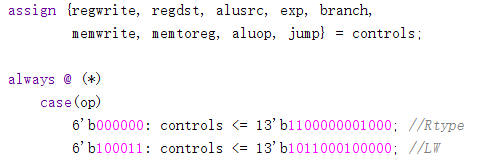 assign {regwrite, regdst, alusrc, exp, branch,
memwrite, memtoreg, aluop, jump} = controls;
always @ (*)
case(op)
6'b000000: controls <= 13'b1100000001000; //Rtype
6'b100011: controls <= 13'b1011000100000; //LW